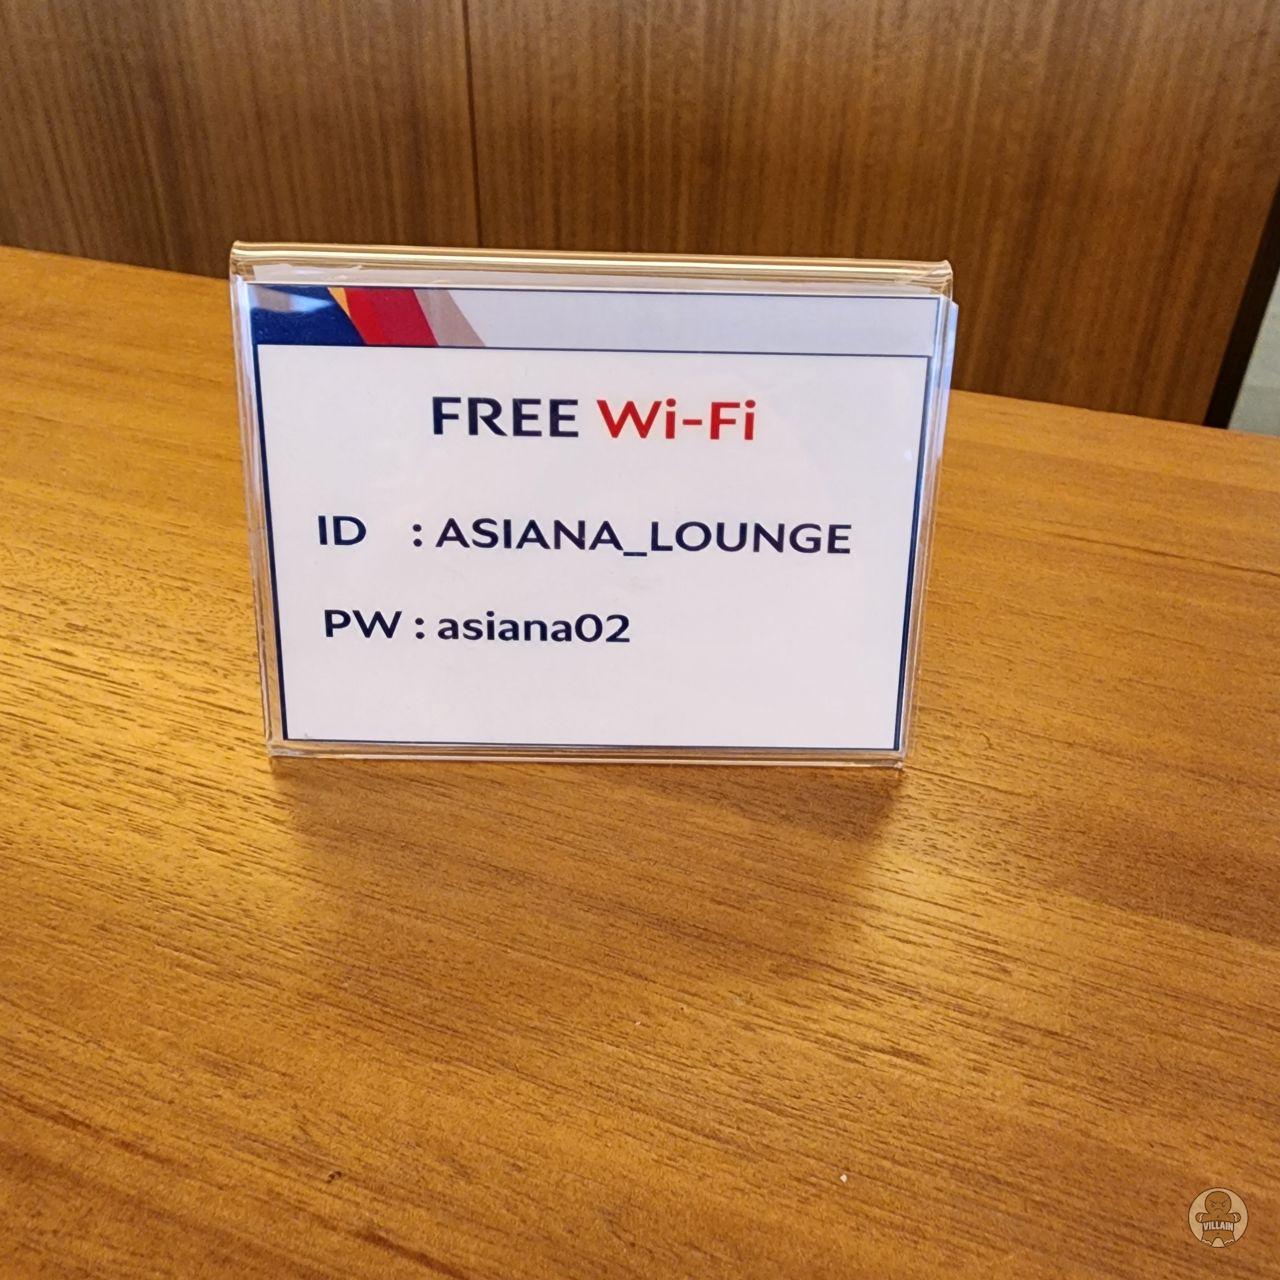 FREE Wi-Fi
ID : ASIANA_LOUNGE
PW : asiana02
VILLAIN